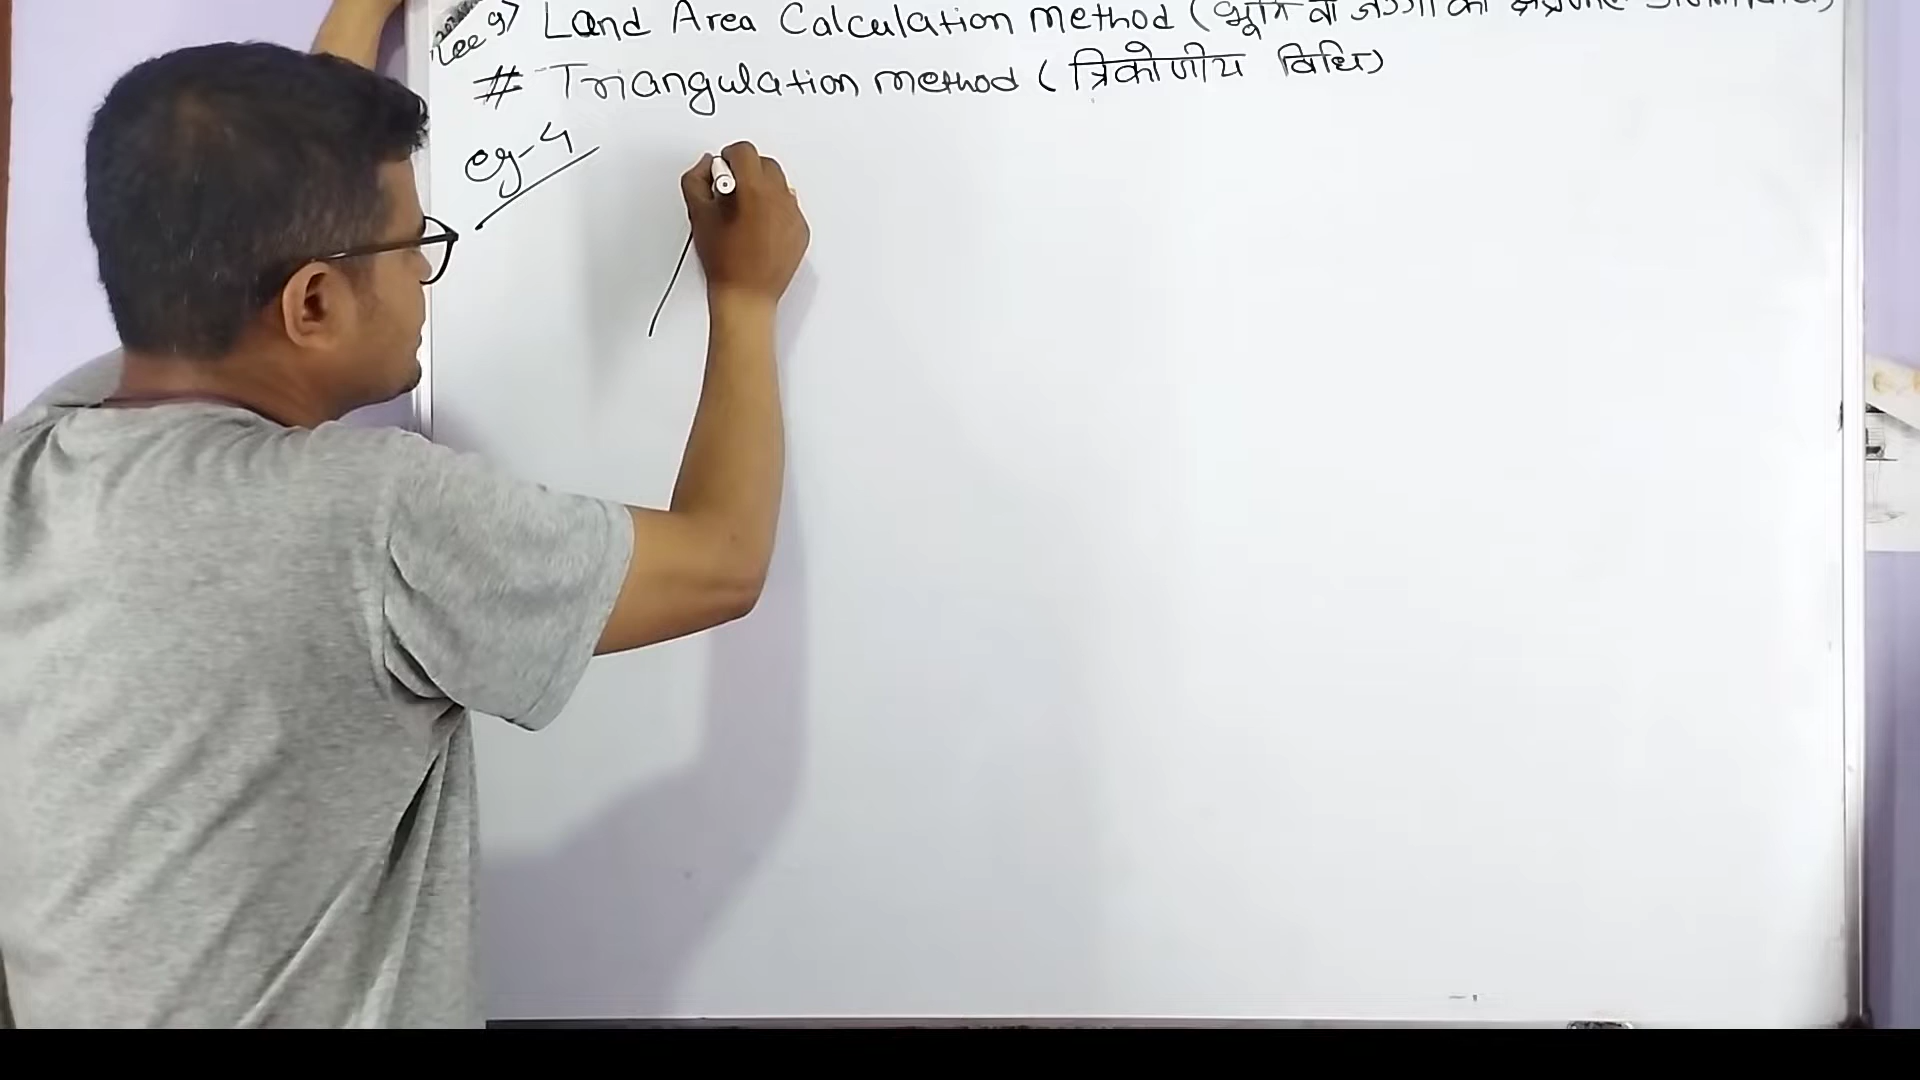 Lec 9> Land Area Calculation Method (भूमि वा जग्गाको
# Triangulation method (त्रिकोणीय विधि)
eg-4